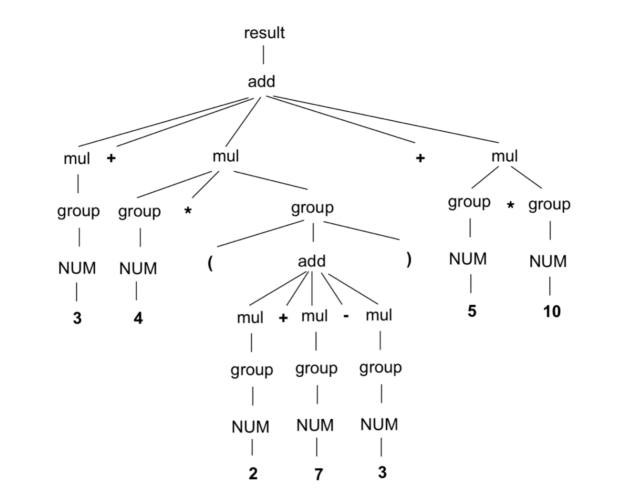 result
add
mul + mul + mul
group group * group group * group
( add )
NUM NUM NUM NUM
3 4 5 10
mul + mul - mul
group group group
NUM NUM NUM
2 7 3